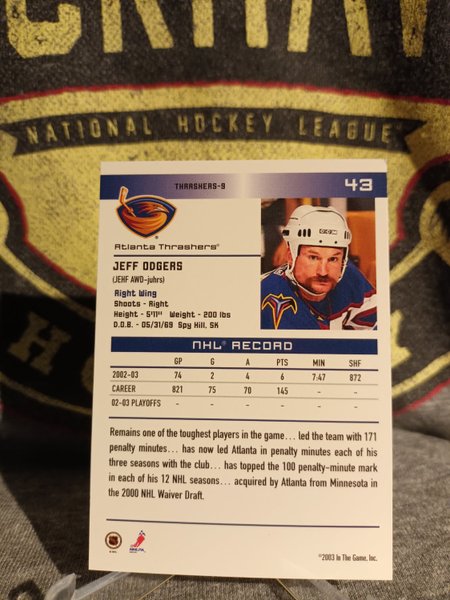 NATIONAL HOCKEY LEAGUE
THRASHERS-9
43
Atlanta Thrashers®
JEFF ODGERS
(JEHF AWD-juhrs)
Right Wing
Shoots - Right
Height - 5'11" Weight - 200 lbs
D.O.B. - 05/31/69 Spy Hill, SK
NHL® RECORD
GP G A PTS MIN SHF
2002-03 74 2 4 6 7:47 872
CAREER 821 75 70 145 - -
02-03 PLAYOFFS - - - - - -
Remains one of the toughest players in the game... led the team with 171
penalty minutes... has now led Atlanta in penalty minutes each of his
three seasons with the club... has topped the 100 penalty-minute mark
in each of his 12 NHL seasons... acquired by Atlanta from Minnesota in
the 2000 NHL Waiver Draft.
NHLPA
©2003 In The Game, Inc.